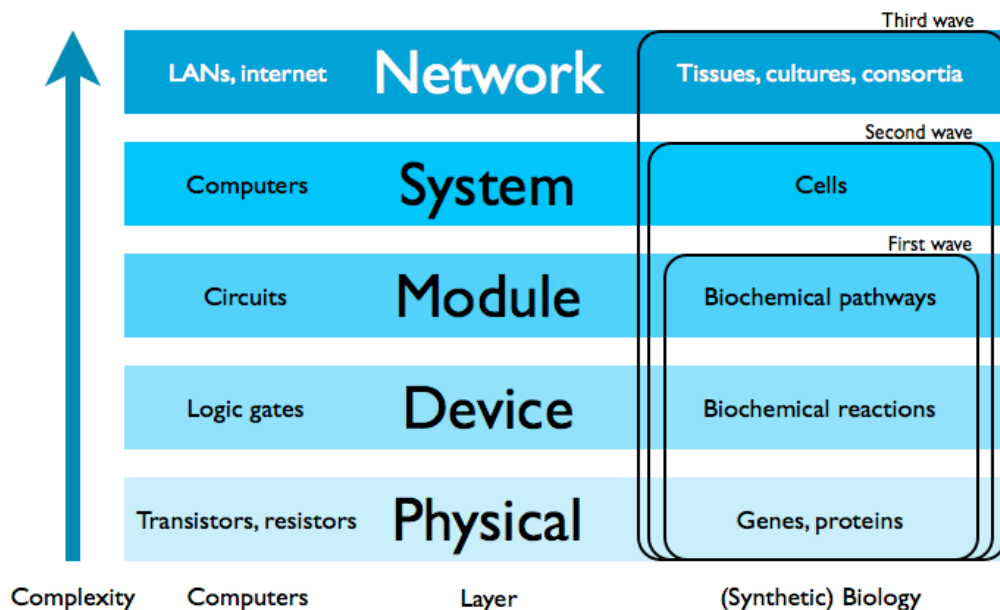 Third wave
LANs, internet Network Tissues, cultures, consortia
Second wave
Computers System Cells
First wave
Circuits Module Biochemical pathways
Logic gates Device Biochemical reactions
Transistors, resistors Physical Genes, proteins
Complexity Computers Layer (Synthetic) Biology